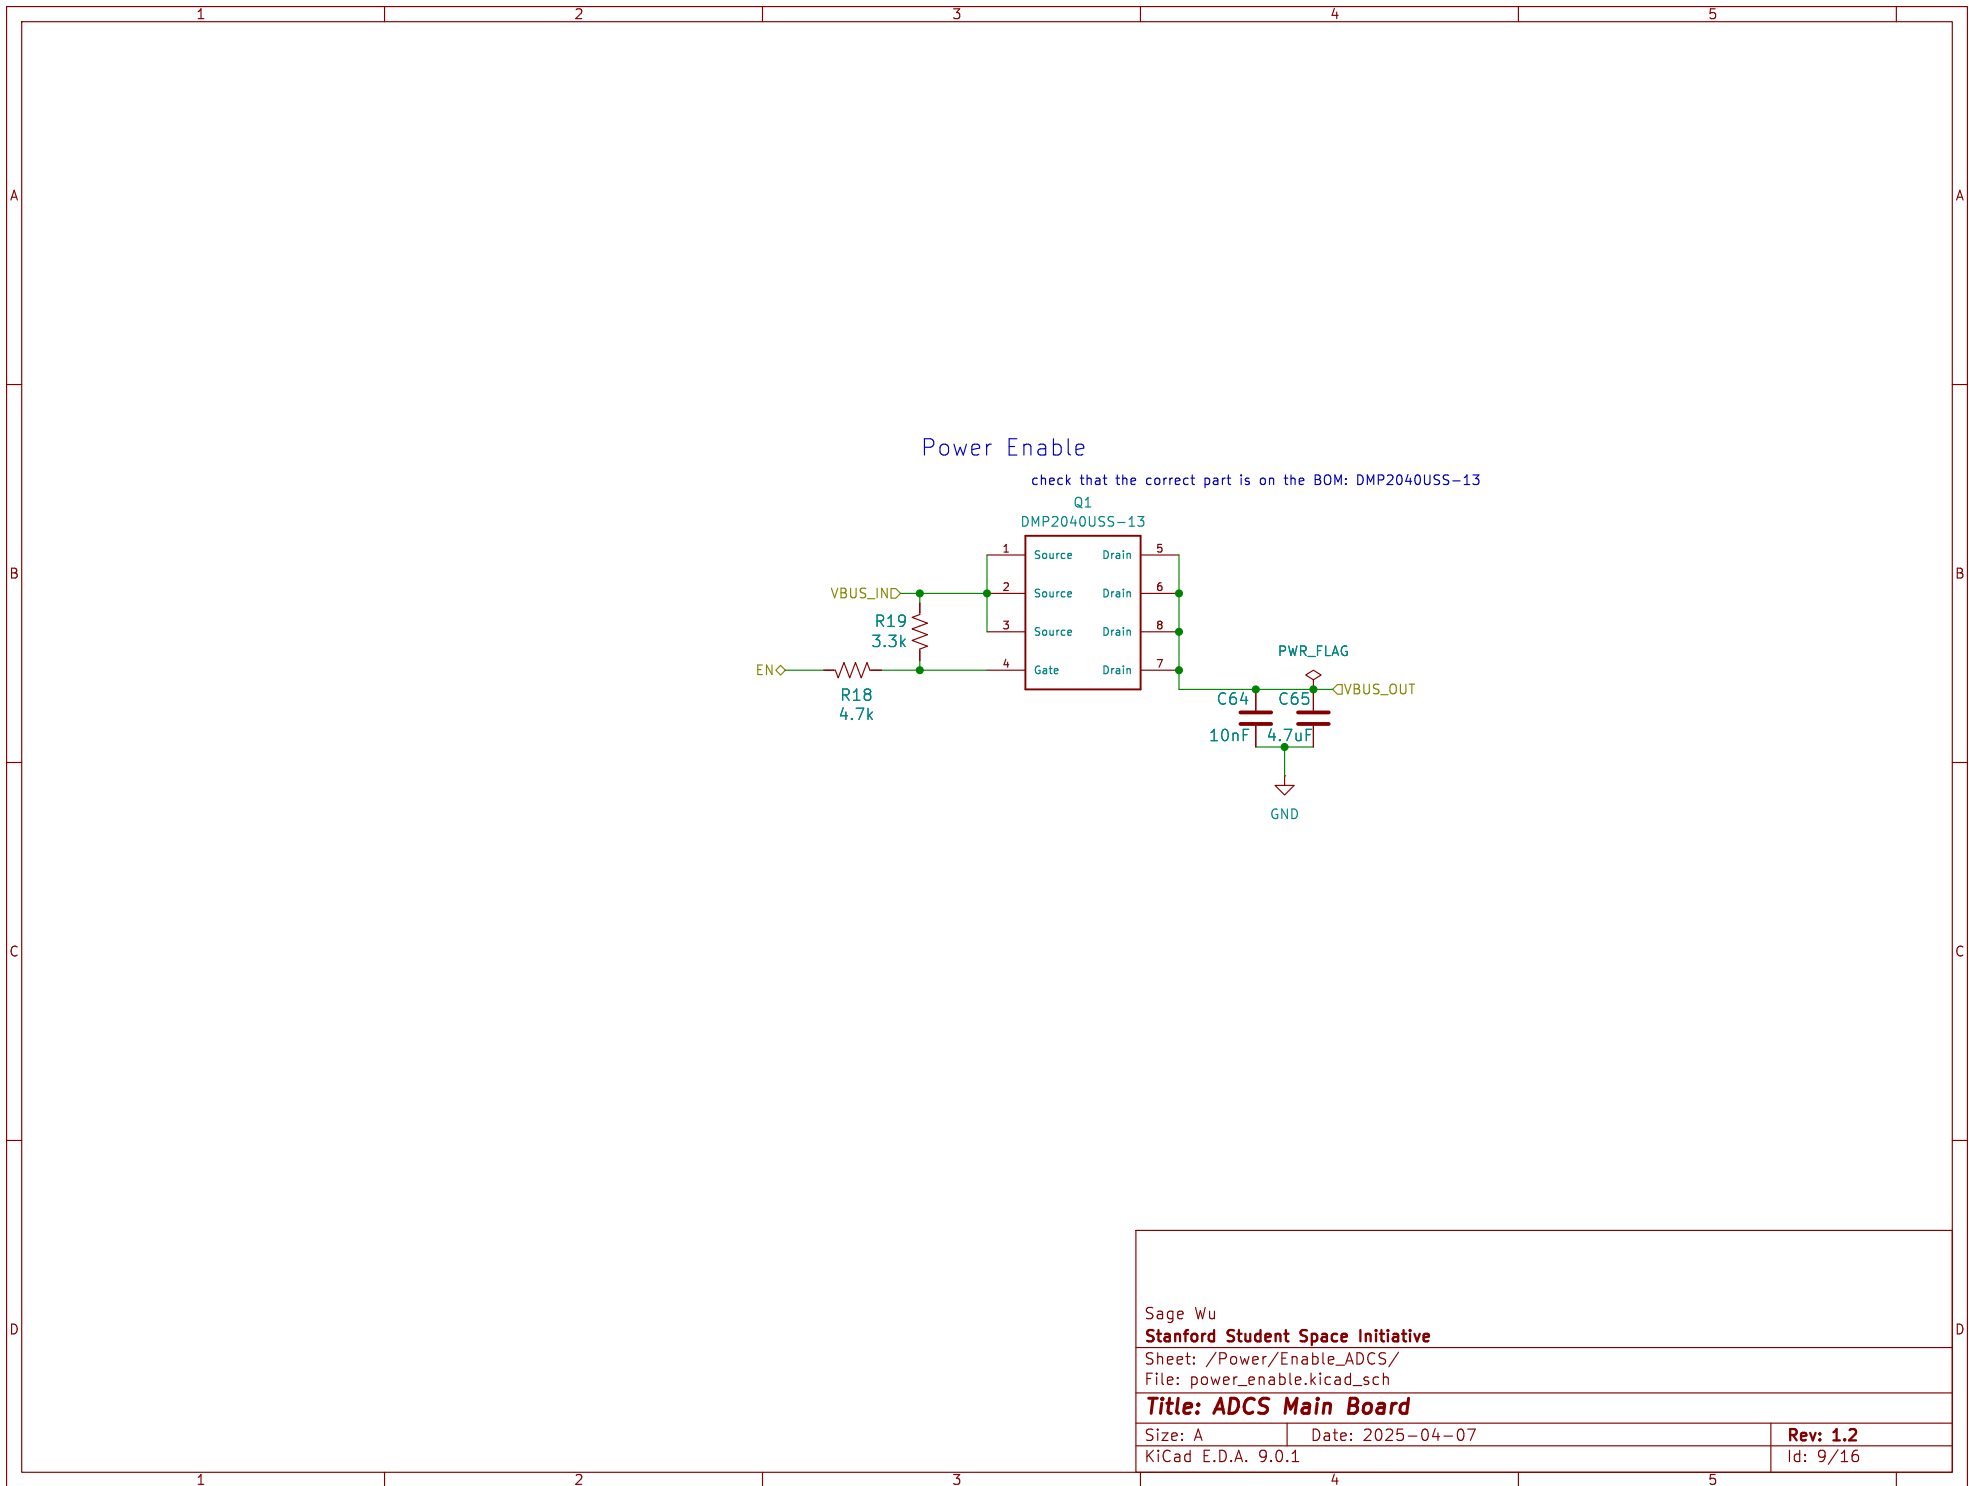 1 2 3 4 5
A A
Power Enable
check that the correct part is on the BOM: DMP2040USS-13
Q1
DMP2040USS-13
1 Source Drain 5
B B
VBUS_IN 2 Source Drain 6
R19
3.3k
3 Source Drain 8
PWR_FLAG
EN 4 Gate Drain 7
R18
4.7k
VBUS_OUT
C64 C65
10nF 4.7uF
GND
C C
Sage Wu
D D
Stanford Student Space Initiative
Sheet: /Power/Enable_ADCS/
File: power_enable.kicad_sch
Title: ADCS Main Board
Size: A Date: 2025-04-07 Rev: 1.2
KiCad E.D.A. 9.0.1 Id: 9/16
1 2 3 4 5